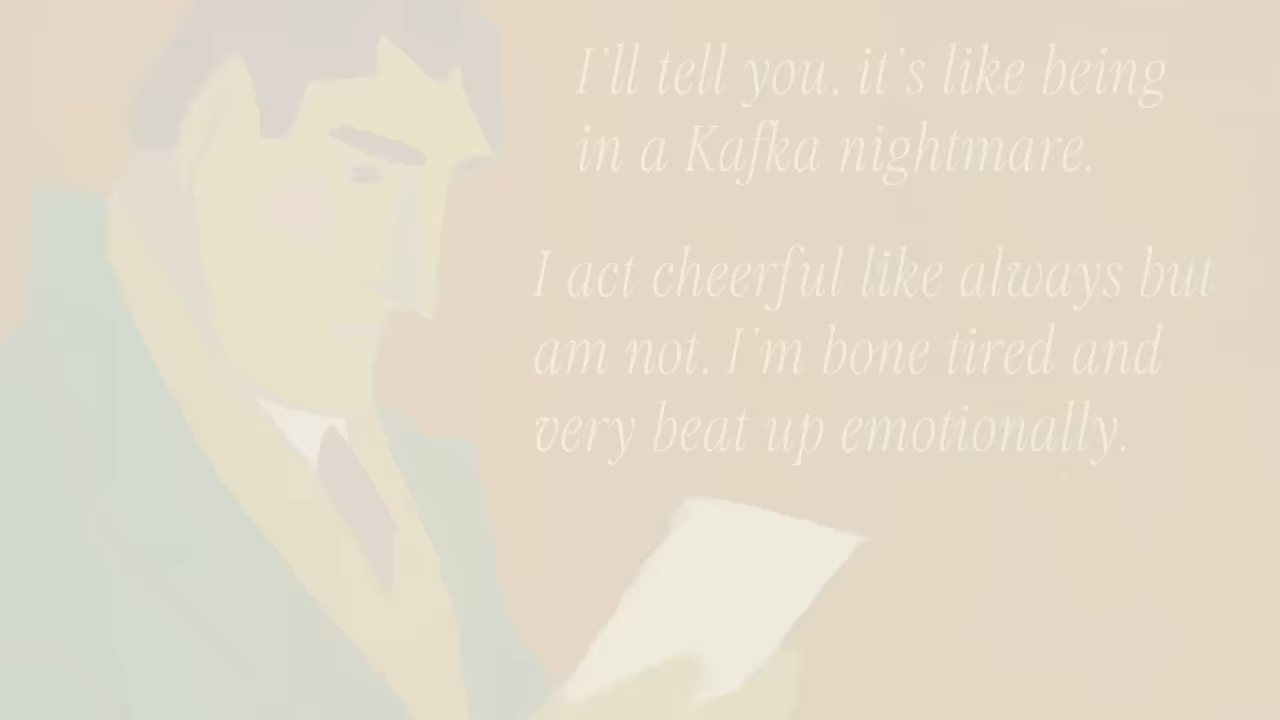 I'll tell you, it's like being
in a Kafka nightmare.
I act cheerful like always but
am not. I'm bone tired and
very beat up emotionally.